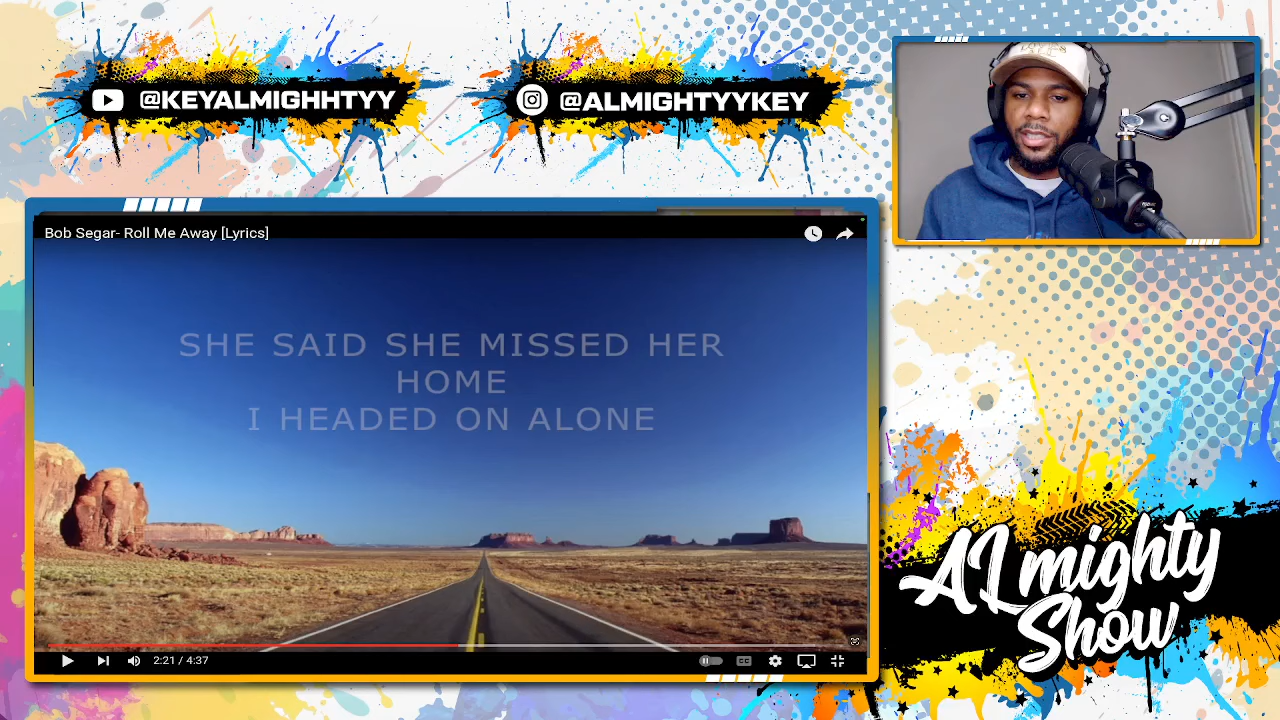 @KEYALMIGHHTYY
@ALMIGHTYYKEY
Bob Segar- Roll Me Away [Lyrics]
SHE SAID SHE MISSED HER
HOME
I HEADED ON ALONE
2:21 / 4:37
CC
ALmighty
Show